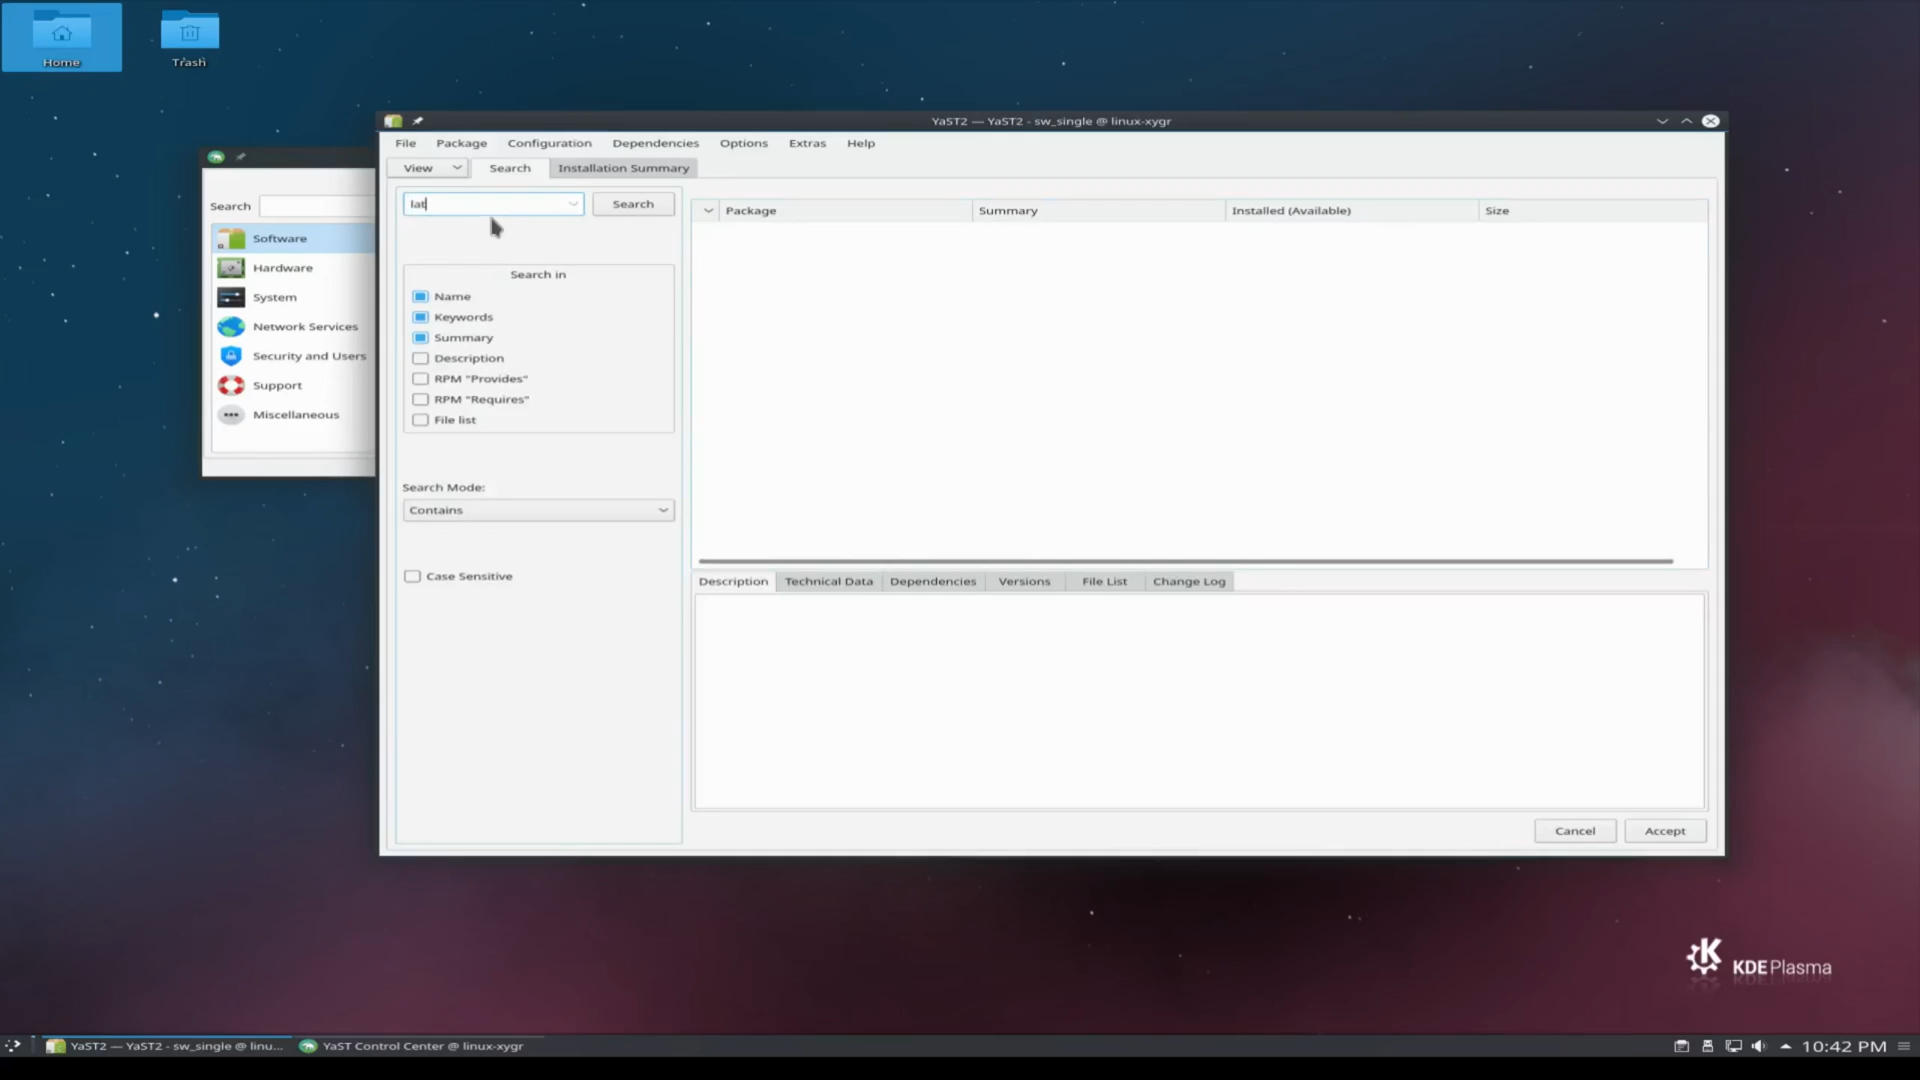 Home
Trash
YaST2 — YaST2 - sw_single @ linux-xygr
File Package Configuration Dependencies Options Extras Help
View Search Installation Summary
Search
Software
Hardware
System
Network Services
Security and Users
Support
Miscellaneous
lat Search
Search in
Name
Keywords
Summary
Description
RPM "Provides"
RPM "Requires"
File list
Search Mode:
Contains
Case Sensitive
Package Summary Installed (Available) Size
Description Technical Data Dependencies Versions File List Change Log
Cancel Accept
KDE Plasma
YaST2 — YaST2 - sw_single @ linu... YaST Control Center @ linux-xygr 10:42 PM